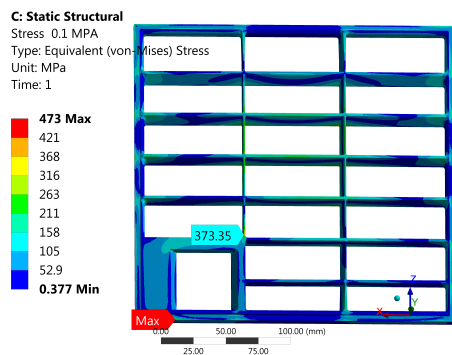 C: Static Structural
Stress 0.1 MPA
Type: Equivalent (von-Mises) Stress
Unit: MPa
Time: 1
473 Max
421
368
316
263
211
158
105
52.9
0.377 Min
373.35
Max
Z
Y
X
0.00 50.00 100.00 (mm)
25.00 75.00